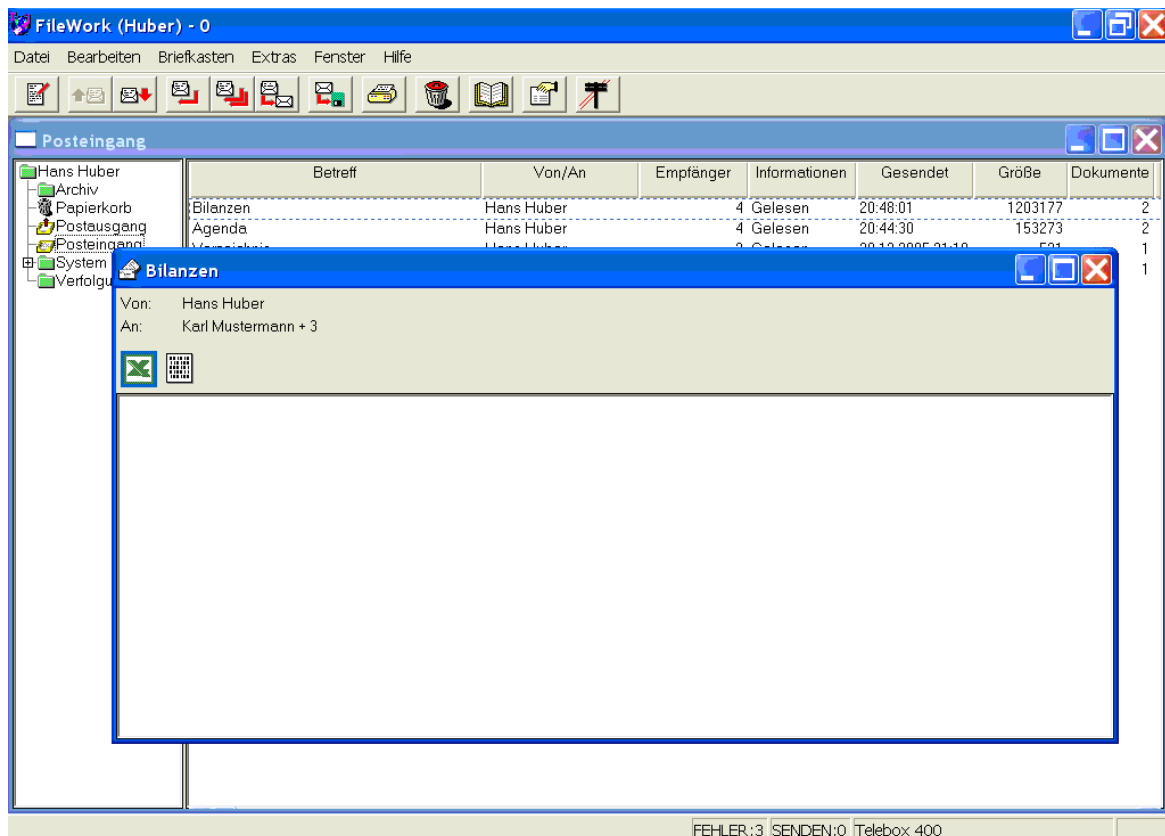 FileWork (Huber) - 0
Datei Bearbeiten Briefkasten Extras Fenster Hilfe
Posteingang
Hans Huber
Archiv
Papierkorb
Postausgang
Posteingang
System
Verfolgu
Betreff Von/An Empfänger Informationen Gesendet Größe Dokumente
Bilanzen Hans Huber 4 Gelesen 20:48:01 1203177 2
Agenda Hans Huber 4 Gelesen 20:44:30 153273 2
1
1
Bilanzen
Von: Hans Huber
An: Karl Mustermann + 3
FEHLER:3 SENDEN:0 Telebox 400